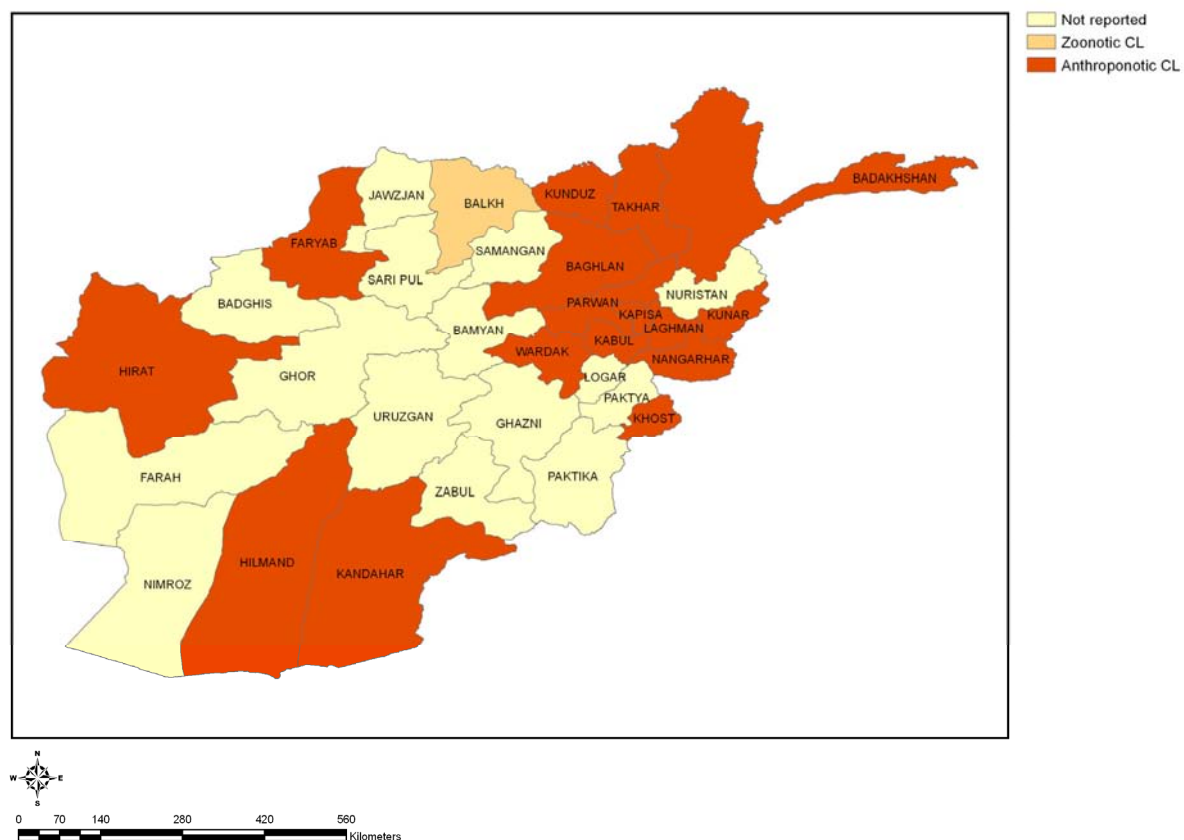 Not reported
Zoonotic CL
Anthroponotic CL
BADAKHSHAN
JAWZJAN
KUNDUZ
BALKH
TAKHAR
FARYAB
SAMANGAN
BAGHLAN
SARI PUL
NURISTAN
BADGHIS
PARWAN
KAPISA
KUNAR
BAMYAN
LAGHMAN
KABUL
WARDAK
NANGARHAR
HIRAT
GHOR
LOGAR
PAKTYA
URUZGAN
GHAZNI
KHOST
FARAH
PAKTIKA
ZABUL
HILMAND
KANDAHAR
NIMROZ
N
W E
S
0 70 140 280 420 560
Kilometers